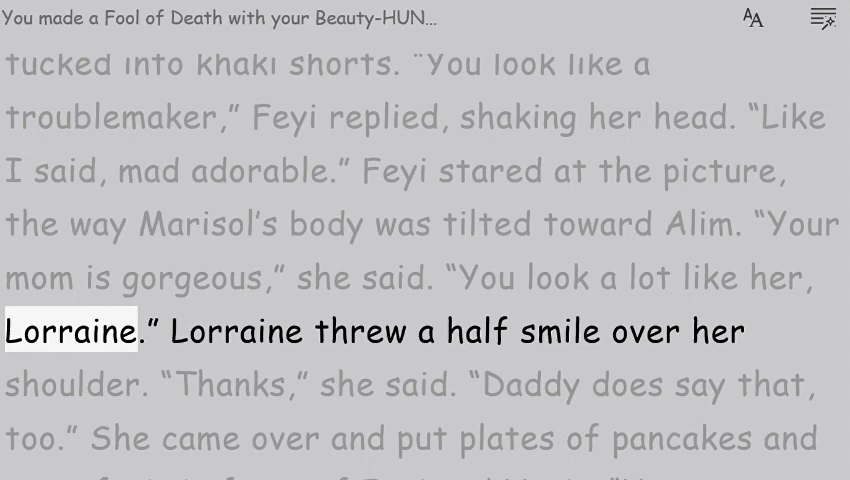 You made a Fool of Death with your Beauty-HUN...
AA
tucked into khaki shorts. “You look like a
troublemaker,” Feyi replied, shaking her head. “Like
I said, mad adorable.” Feyi stared at the picture,
the way Marisol’s body was tilted toward Alim. “Your
mom is gorgeous,” she said. “You look a lot like her,
Lorraine.” Lorraine threw a half smile over her
shoulder. “Thanks,” she said. “Daddy does say that,
too.” She came over and put plates of pancakes and